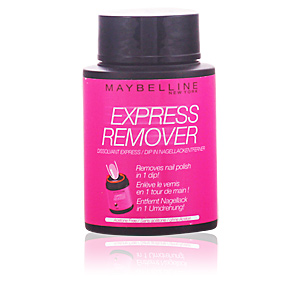 MAYBELLINE
NEW YORK
EXPRESS
REMOVER
DISSOLVANT EXPRESS / DIP IN NAGELLACKENTFERNER
Removes nail polish
in 1 dip!
Enlève le vernis
en 1 tour de main !
Entfernt Nagellack
in 1 Umdrehung!